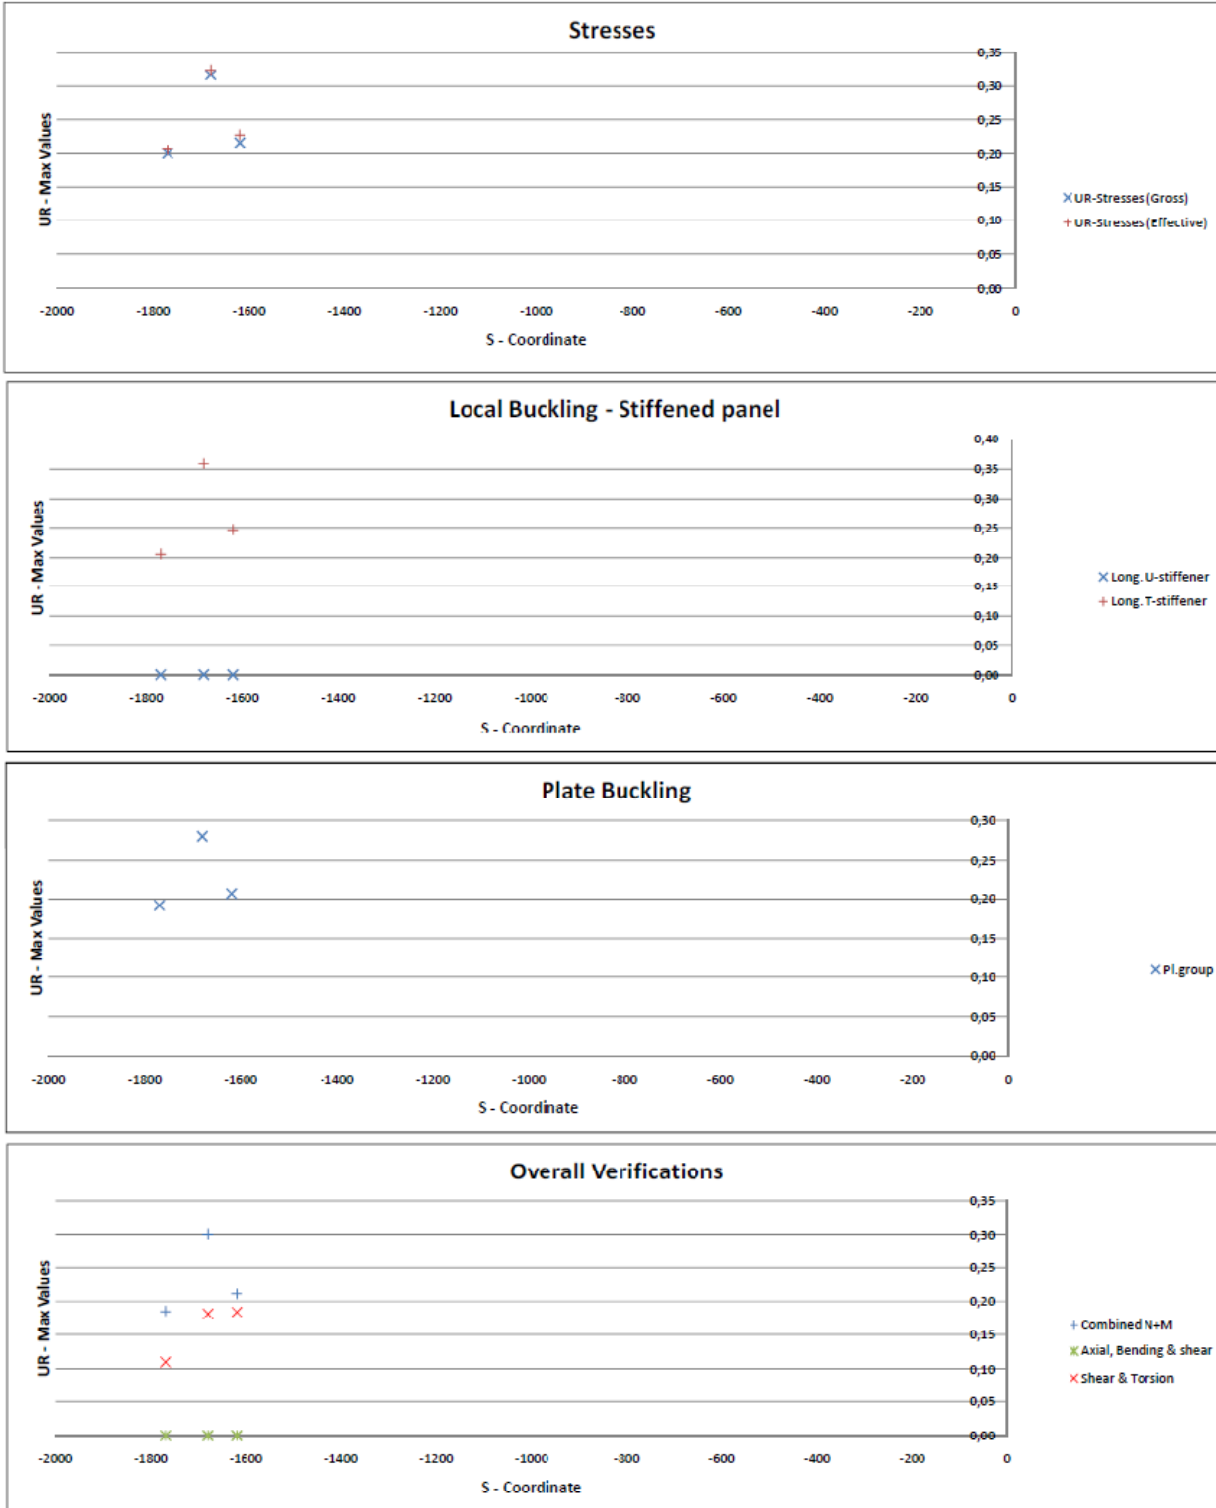 Stresses
UR - Max Values
0,35
0,30
0,25
0,20
0,15
0,10
0,05
0,00
-2000 -1800 -1600 -1400 -1200 -1000 -800 -600 -400 -200 0
S - Coordinate
UR-Stresses(Gross)
UR-Stresses(Effective)
Local Buckling - Stiffened panel
UR - Max Values
0,40
0,35
0,30
0,25
0,20
0,15
0,10
0,05
0,00
-2000 -1800 -1600 -1400 -1200 -1000 -800 -600 -400 -200 0
S - Coordinate
Long.U-stiffener
Long.T-stiffener
Plate Buckling
UR - Max Values
0,30
0,25
0,20
0,15
0,10
0,05
0,00
-2000 -1800 -1600 -1400 -1200 -1000 -800 -600 -400 -200 0
S - Coordinate
Pl.group
Overall Verifications
UR - Max Values
0,35
0,30
0,25
0,20
0,15
0,10
0,05
0,00
-2000 -1800 -1600 -1400 -1200 -1000 -800 -600 -400 -200 0
S - Coordinate
Combined N+M
Axial, Bending & shear
Shear & Torsion